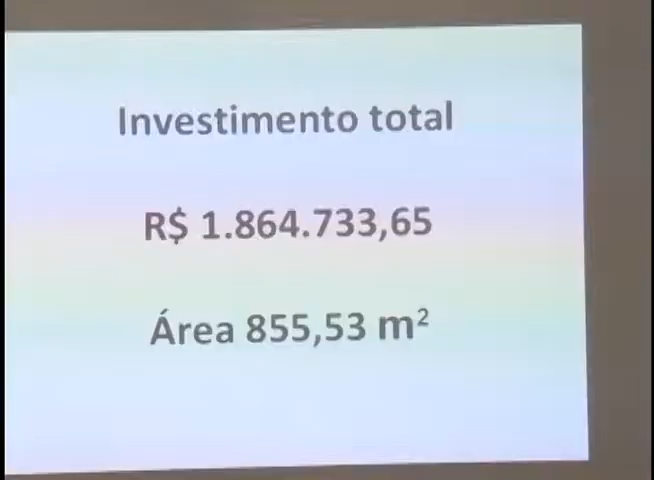 Investimento total
R$ 1.864.733,65
Área 855,53 m²